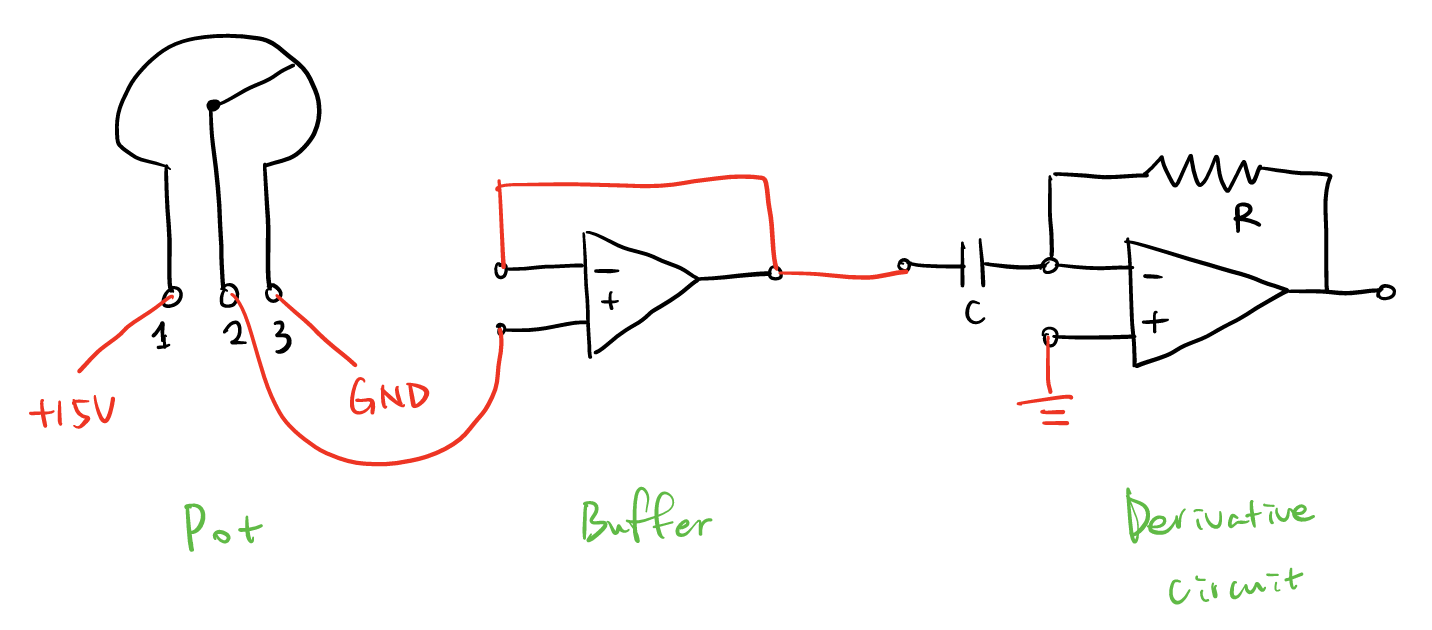 1 2 3
+15V
GND
-
+
C
R
-
+
Pot
Buffer
Derivative
circuit